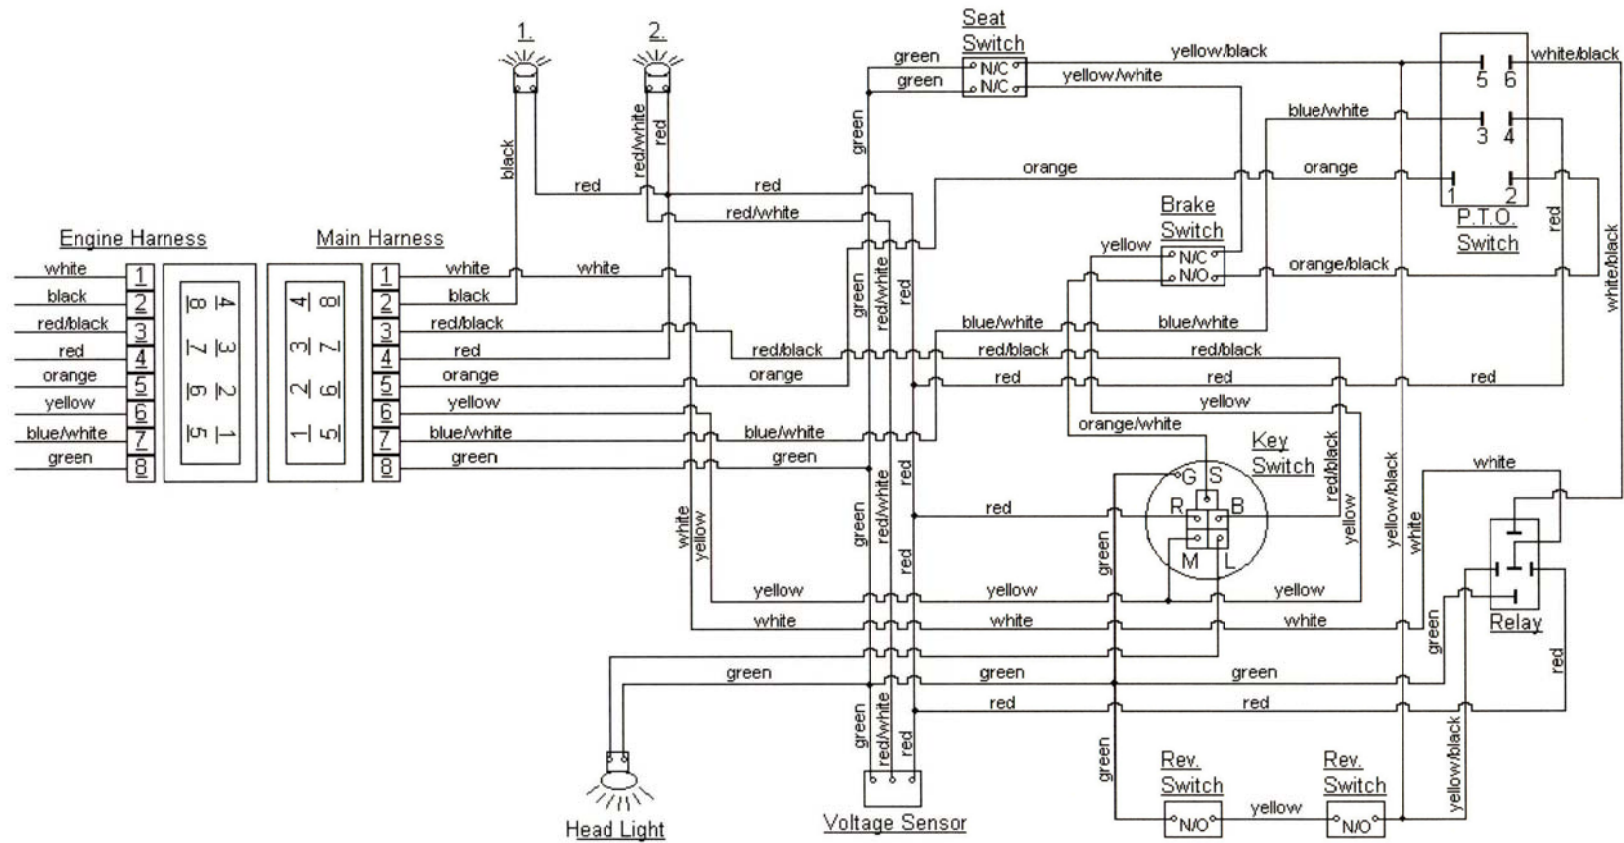 1.
2.
Seat
Switch
green
green
N/C
N/C
yellow/black
yellow/white
white/black
5
6
blue/white
3
4
red/white
red
black
green
orange
orange
1
2
P.T.O.
Switch
red
white/black
red
red
red/white
Brake
Switch
yellow
N/C
N/O
orange/black
Engine Harness
Main Harness
white
black
red/black
red
orange
yellow
blue/white
green
1
2
3
4
5
6
7
8
4 8
3 7
2 6
1 5
4 8
3 7
2 6
1 5
1
2
3
4
5
6
7
8
white
white
black
red/black
red
orange
orange
yellow
blue/white
blue/white
green
green
green
red/white
red
blue/white
blue/white
red/black
red/black
red/black
red
red
red
yellow
orange/white
Key
Switch
G
S
R
B
M
L
red/black
yellow
yellow/black
white
white
white
yellow
green
red/white
red
red
red
green
yellow
yellow
yellow
white
white
white
Relay
green
red
green
green
green
red
red
green
red/white
red
green
yellow/black
Rev.
Switch
N/O
yellow
Rev.
Switch
N/O
Head Light
Voltage Sensor